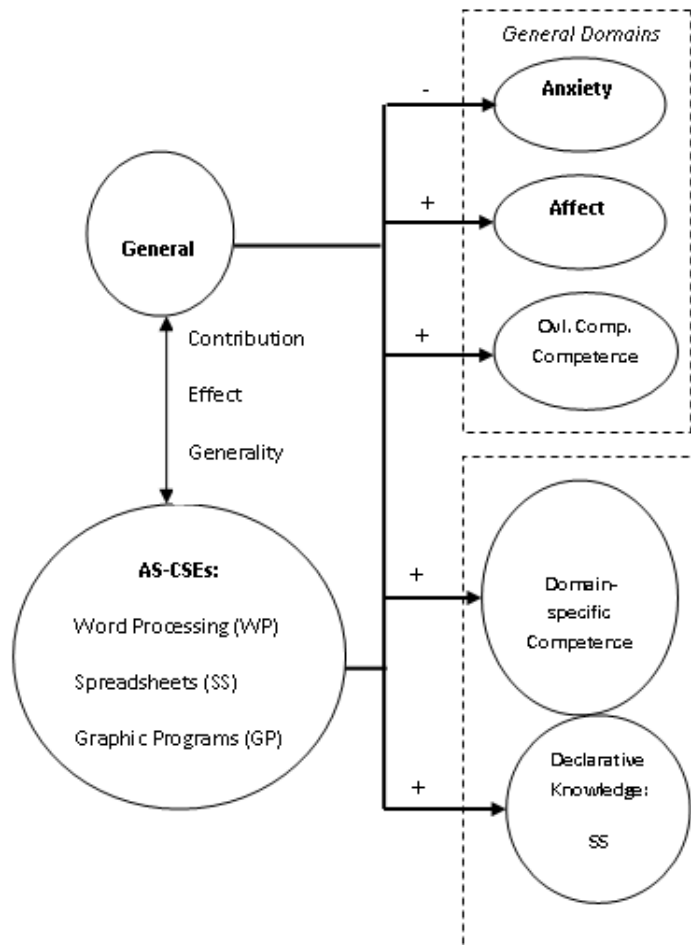 General Domains
-
Anxiety
+
Affect
General
+
Ovl. Comp.
Competence
Contribution
Effect
Generality
AS-CSEs:
Word Processing (WP)
Spreadsheets (SS)
Graphic Programs (GP)
+
Domain-
specific
Competence
+
Declarative
Knowledge:
SS